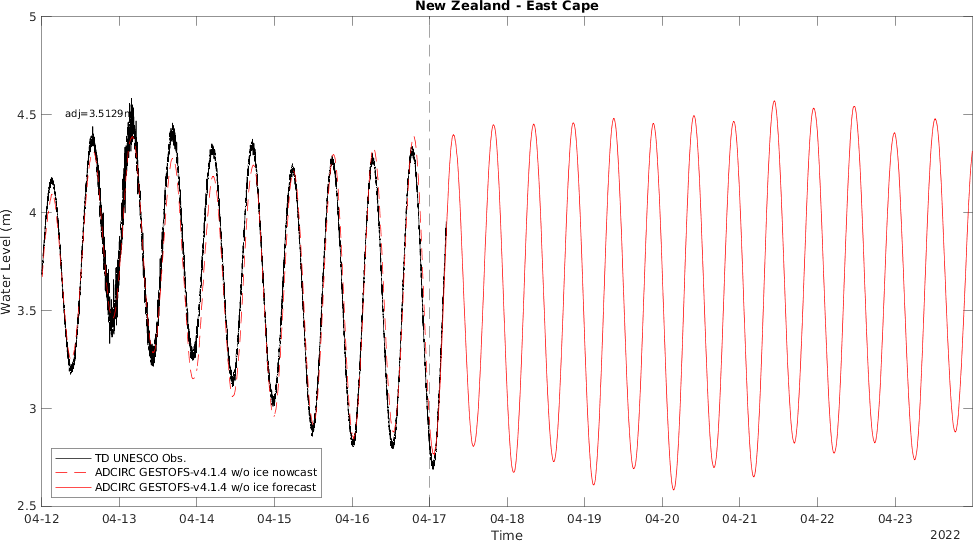 New Zealand - East Cape
5
4.5
4
3.5
3
2.5
Water Level (m)
adj=3.5129m
TD UNESCO Obs.
ADCIRC GESTOFS-v4.1.4 w/o ice nowcast
ADCIRC GESTOFS-v4.1.4 w/o ice forecast
04-12 04-13 04-14 04-15 04-16 04-17 04-18 04-19 04-20 04-21 04-22 04-23
Time
2022